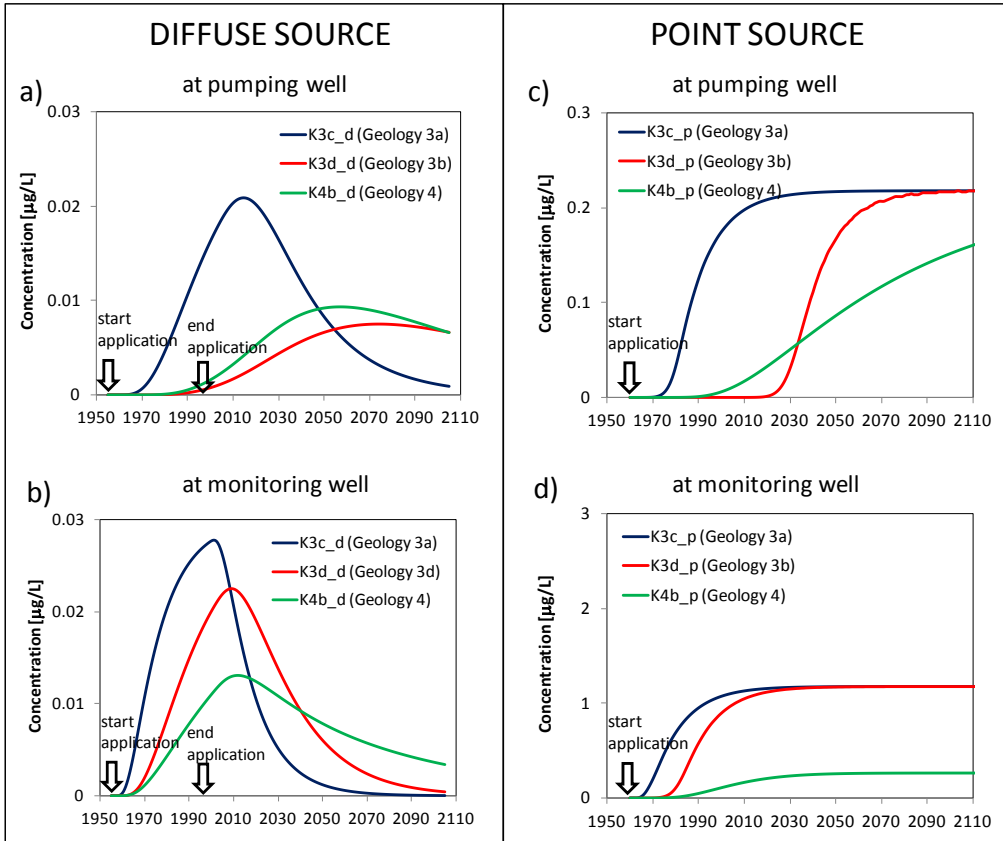 DIFFUSE SOURCE
at pumping well
a)
Concentration [µg/L]
0.03
0.02
0.01
0
K3c_d (Geology 3a)
K3d_d (Geology 3b)
K4b_d (Geology 4)
start
application
end
application
1950 1970 1990 2010 2030 2050 2070 2090 2110
at monitoring well
b)
Concentration [µg/L]
0.03
0.02
0.01
0
K3c_d (Geology 3a)
K3d_d (Geology 3d)
K4b_d (Geology 4)
start
application
end
application
1950 1970 1990 2010 2030 2050 2070 2090 2110
POINT SOURCE
at pumping well
c)
Concentration [µg/L]
0.3
0.2
0.1
0
K3c_p (Geology 3a)
K3d_p (Geology 3b)
K4b_p (Geology 4)
start
application
1950 1970 1990 2010 2030 2050 2070 2090 2110
at monitoring well
d)
Concentration [µg/L]
3
2
1
0
K3c_p (Geology 3a)
K3d_p (Geology 3b)
K4b_p (Geology 4)
start
application
1950 1970 1990 2010 2030 2050 2070 2090 2110